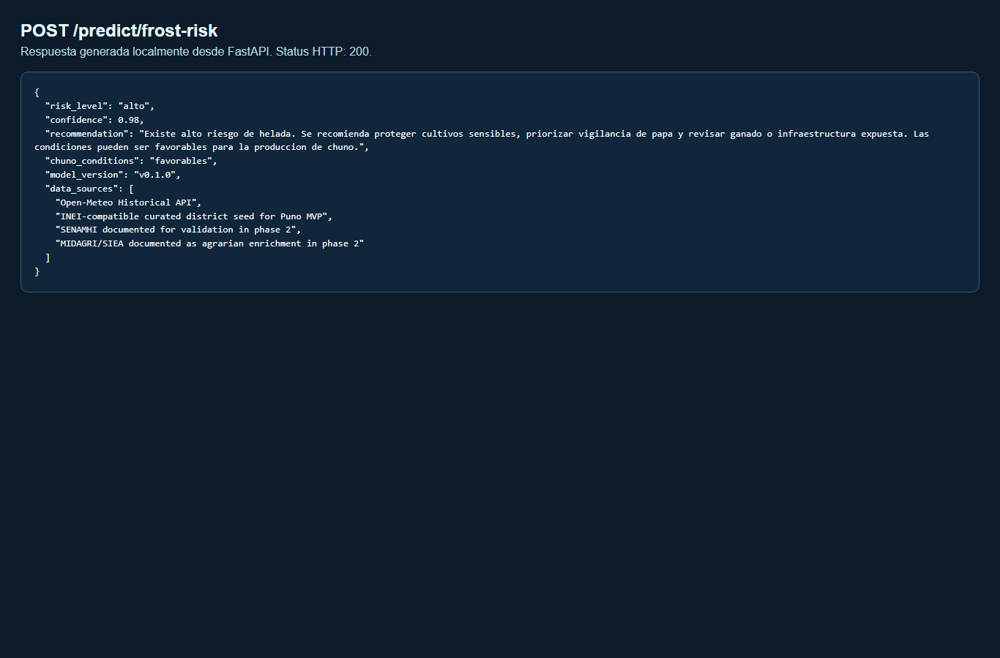 POST /predict/frost-risk
Respuesta generada localmente desde FastAPI. Status HTTP: 200.
{
  "risk_level": "alto",
  "confidence": 0.98,
  "recommendation": "Existe alto riesgo de helada. Se recomienda proteger cultivos sensibles, priorizar vigilancia de papa y revisar ganado o infraestructura expuesta. Las
condiciones pueden ser favorables para la produccion de chuno.",
  "chuno_conditions": "favorables",
  "model_version": "v0.1.0",
  "data_sources": [
    "Open-Meteo Historical API",
    "INEI-compatible curated district seed for Puno MVP",
    "SENAMHI documented for validation in phase 2",
    "MIDAGRI/SIEA documented as agrarian enrichment in phase 2"
  ]
}